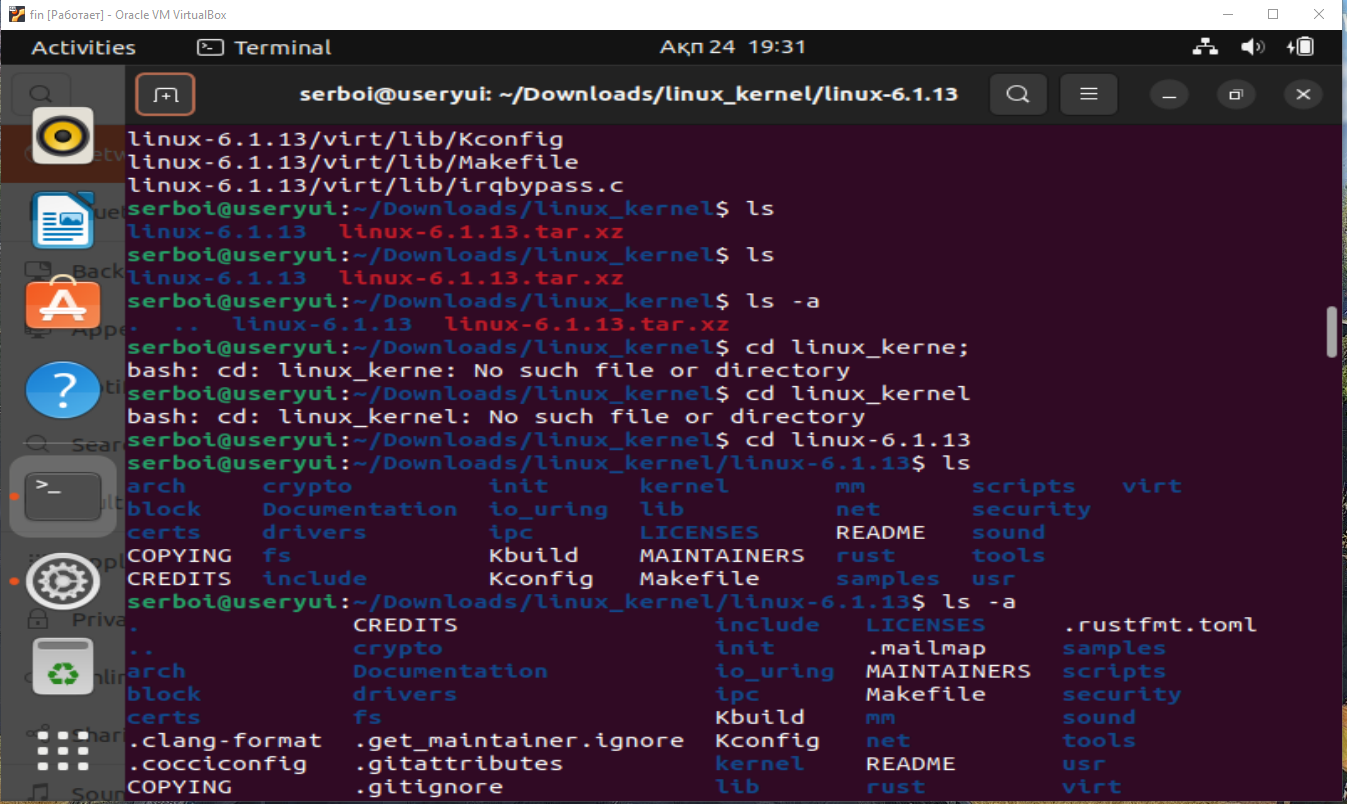 fin [Работает] - Oracle VM VirtualBox
Activities Terminal Ақп 24 19:31
serboi@useryui: ~/Downloads/linux_kernel/linux-6.1.13
linux-6.1.13/virt/lib/Kconfig
linux-6.1.13/virt/lib/Makefile
linux-6.1.13/virt/lib/irqbypass.c
serboi@useryui:~/Downloads/linux_kernel$ ls
linux-6.1.13 linux-6.1.13.tar.xz
serboi@useryui:~/Downloads/linux_kernel$ ls
linux-6.1.13 linux-6.1.13.tar.xz
serboi@useryui:~/Downloads/linux_kernel$ ls -a
. .. linux-6.1.13 linux-6.1.13.tar.xz
serboi@useryui:~/Downloads/linux_kernel$ cd linux_kerne;
bash: cd: linux_kerne: No such file or directory
serboi@useryui:~/Downloads/linux_kernel$ cd linux_kernel
bash: cd: linux_kernel: No such file or directory
serboi@useryui:~/Downloads/linux_kernel$ cd linux-6.1.13
serboi@useryui:~/Downloads/linux_kernel/linux-6.1.13$ ls
arch crypto init kernel mm scripts virt
block Documentation io_uring lib net security
certs drivers ipc LICENSES README sound
COPYING fs Kbuild MAINTAINERS rust tools
CREDITS include Kconfig Makefile samples usr
serboi@useryui:~/Downloads/linux_kernel/linux-6.1.13$ ls -a
. CREDITS include LICENSES .rustfmt.toml
.. crypto init .mailmap samples
arch Documentation io_uring MAINTAINERS scripts
block drivers ipc Makefile security
certs fs Kbuild mm sound
.clang-format .get_maintainer.ignore Kconfig net tools
.cocciconfig .gitattributes kernel README usr
COPYING .gitignore lib rust virt